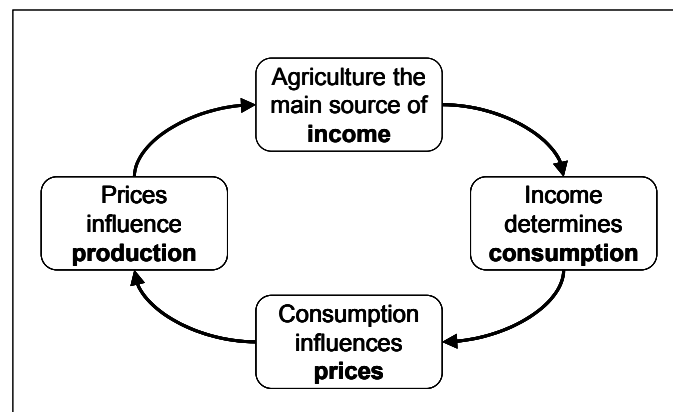 Agriculture the
main source of
income
Income
determines
consumption
Consumption
influences
prices
Prices
influence
production